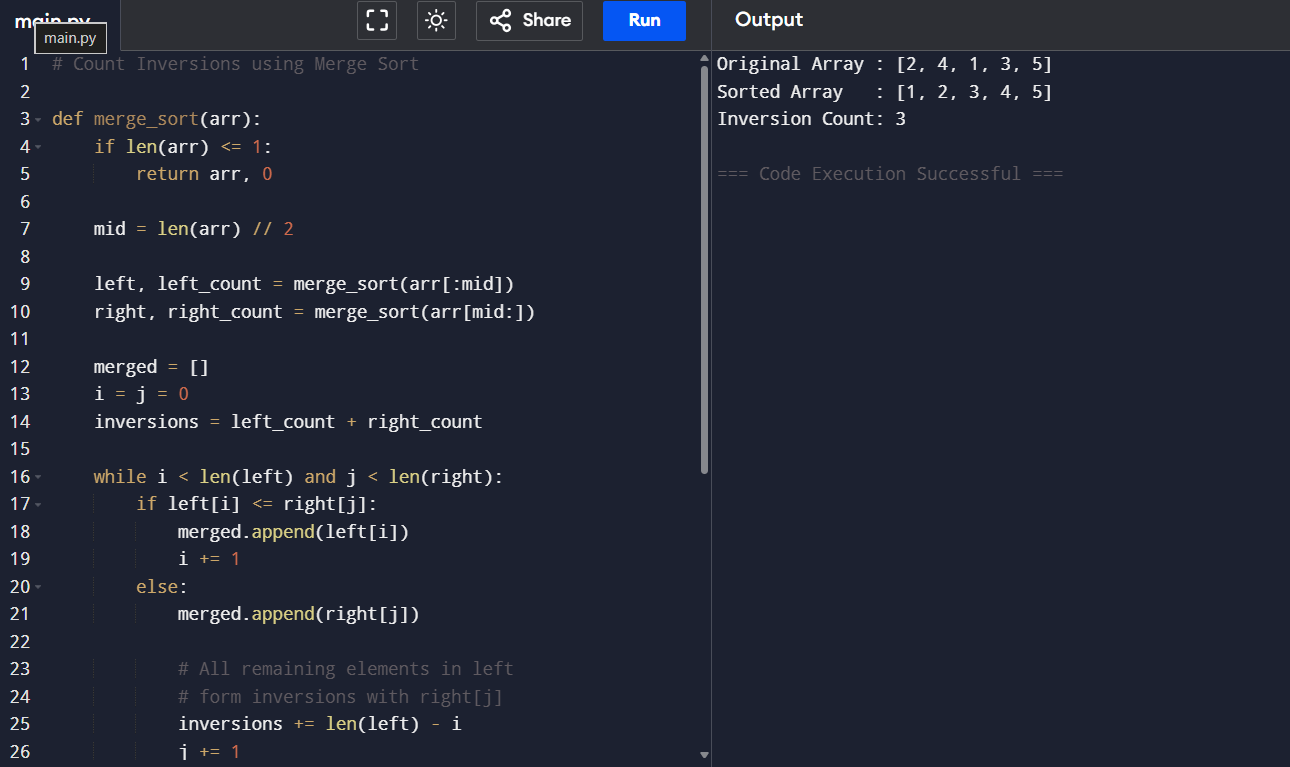 main.py
main.py
Share
Run
Output
1 # Count Inversions using Merge Sort
2
3 def merge_sort(arr):
4     if len(arr) <= 1:
5         return arr, 0
6
7     mid = len(arr) // 2
8
9     left, left_count = merge_sort(arr[:mid])
10     right, right_count = merge_sort(arr[mid:])
11
12     merged = []
13     i = j = 0
14     inversions = left_count + right_count
15
16     while i < len(left) and j < len(right):
17         if left[i] <= right[j]:
18             merged.append(left[i])
19             i += 1
20         else:
21             merged.append(right[j])
22
23             # All remaining elements in left
24             # form inversions with right[j]
25             inversions += len(left) - i
26             j += 1
Original Array : [2, 4, 1, 3, 5]
Sorted Array   : [1, 2, 3, 4, 5]
Inversion Count: 3
=== Code Execution Successful ===